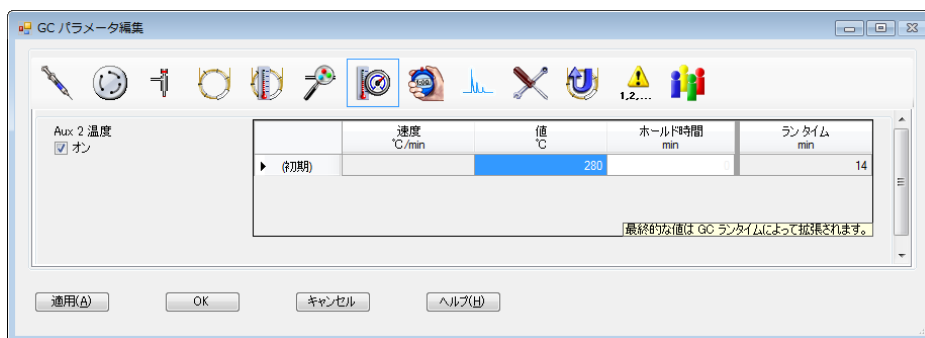 GC パラメータ編集
1,2,...
Aux 2 温度
オン
速度 値 ホールド時間 ランタイム
°C/min °C min min
(初期) 280 0 14
最終的な値は GC ランタイムによって拡張されます。
適用(A) OK キャンセル ヘルプ(H)